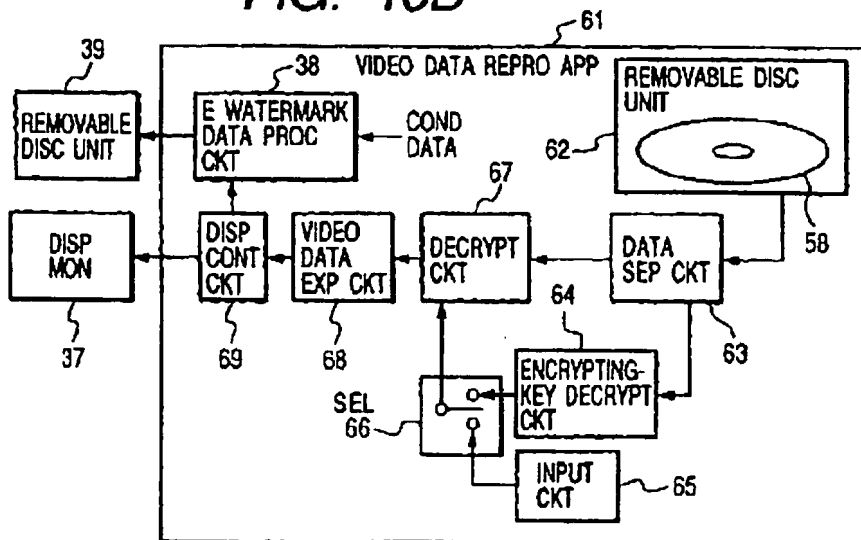 61
39
38
VIDEO DATA REPRO APP
REMOVABLE DISC
UNIT
REMOVABLE
DISC UNIT
E WATERMARK
DATA PROC
CKT
COND
DATA
62
58
67
DISP
MON
DISP
CONT
CKT
VIDEO
DATA
EXP CKT
DECRYPT
CKT
DATA
SEP CKT
37
69
68
64
63
ENCRYPTING-
KEY DECRYPT
CKT
SEL
66
INPUT
CKT
65